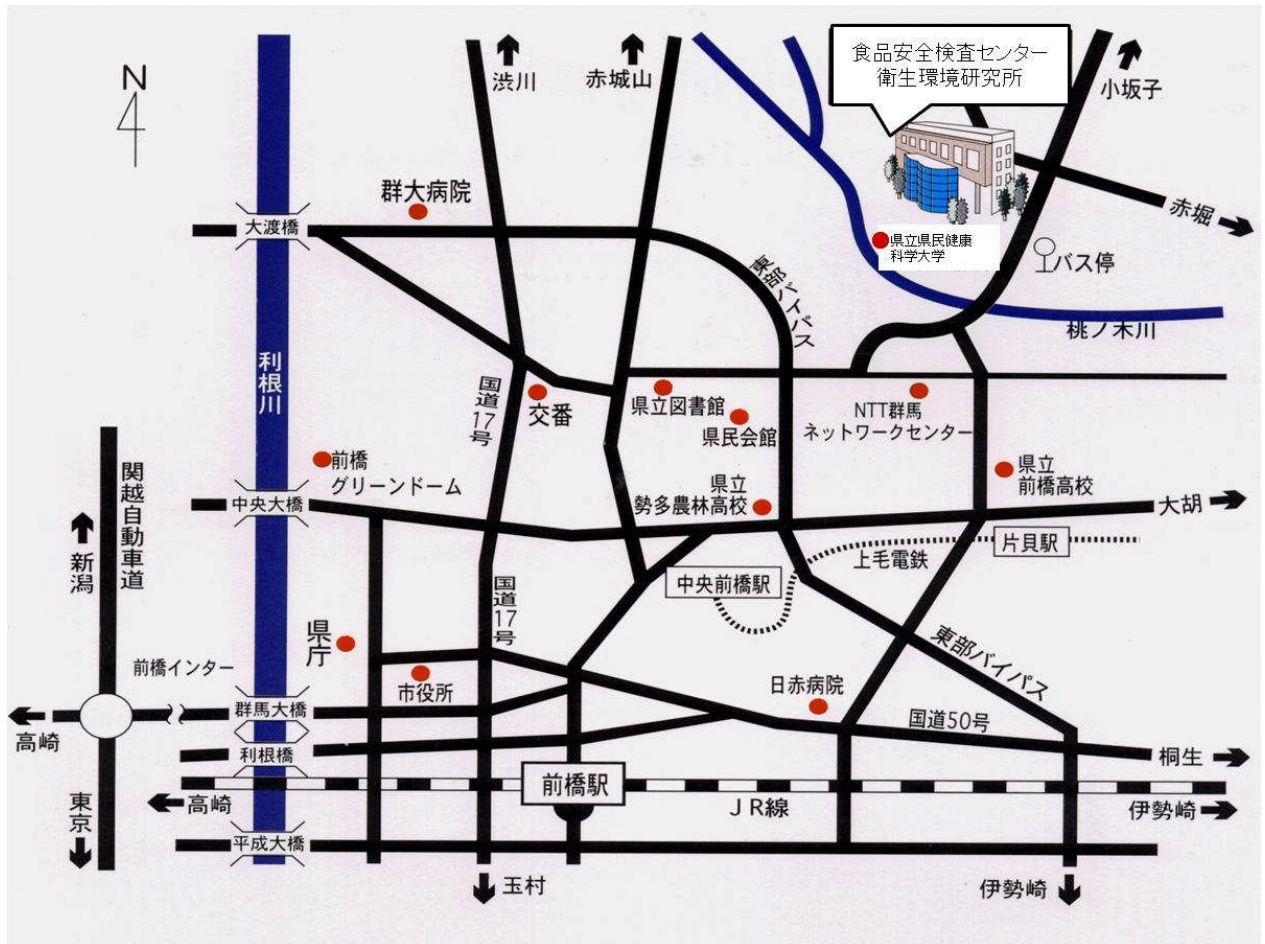 食品安全検査センター
衛生環境研究所
N
渋川
赤城山
小坂子
群大病院
赤堀
大渡橋
県立県民健康
科学大学
バス停
東部バイパス
桃ノ木川
利根川
国道17号
交番
県立図書館
県民会館
NTT群馬
ネットワークセンター
前橋
グリーンドーム
県立
勢多農林高校
県立
前橋高校
関越自動車道
中央大橋
大胡
新潟
片貝駅
上毛電鉄
中央前橋駅
国道17号
県庁
東部バイパス
前橋インター
市役所
日赤病院
群馬大橋
国道50号
高崎
利根橋
桐生
前橋駅
東京
高崎
JR線
伊勢崎
平成大橋
玉村
伊勢崎